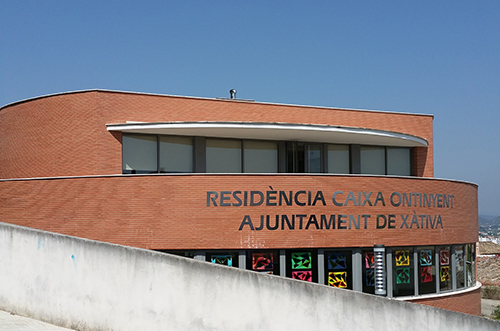 RESIDÈNCIA CAIXA ONTINYENT
AJUNTAMENT DE XÀTIVA